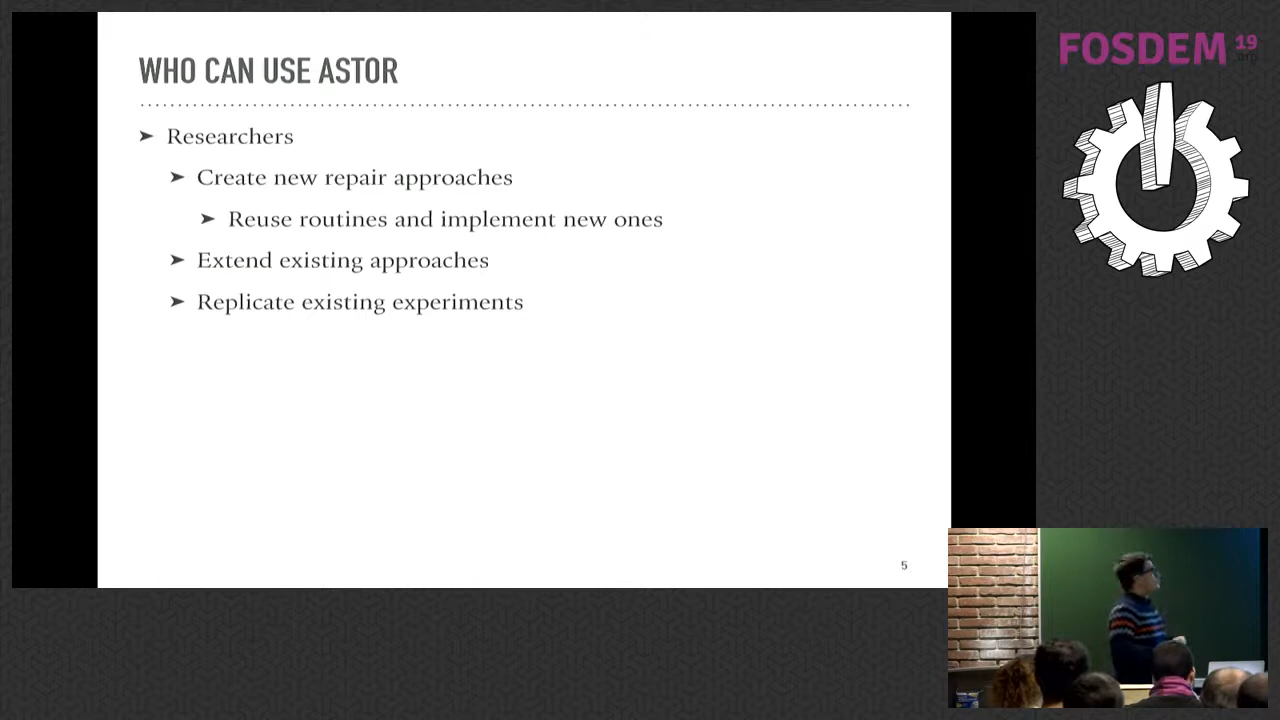 WHO CAN USE ASTOR
➤ Researchers
➤ Create new repair approaches
➤ Reuse routines and implement new ones
➤ Extend existing approaches
➤ Replicate existing experiments
5
FOSDEM 19
.org